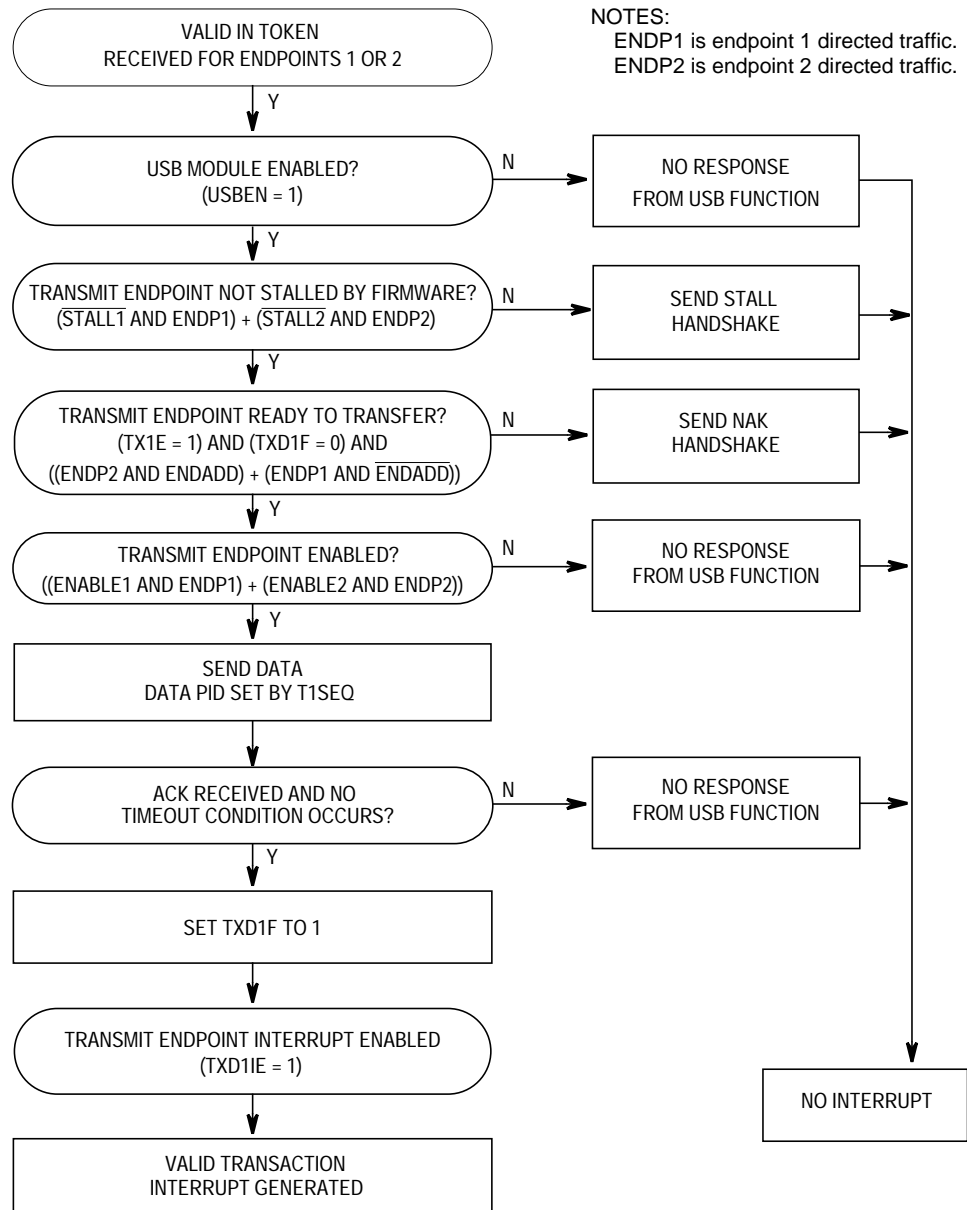 VALID IN TOKEN
RECEIVED FOR ENDPOINTS 1 OR 2
NOTES:
ENDP1 is endpoint 1 directed traffic.
ENDP2 is endpoint 2 directed traffic.
Y
USB MODULE ENABLED?
(USBEN = 1)
N
NO RESPONSE
FROM USB FUNCTION
Y
TRANSMIT ENDPOINT NOT STALLED BY FIRMWARE?
(S̅T̅A̅L̅L̅1̅ AND ENDP1) + (S̅T̅A̅L̅L̅2̅ AND ENDP2)
N
SEND STALL
HANDSHAKE
Y
TRANSMIT ENDPOINT READY TO TRANSFER?
(TX1E = 1) AND (TXD1F = 0) AND
((ENDP2 AND ENDADD) + (ENDP1 AND E̅N̅D̅A̅D̅D̅))
N
SEND NAK
HANDSHAKE
Y
TRANSMIT ENDPOINT ENABLED?
((ENABLE1 AND ENDP1) + (ENABLE2 AND ENDP2))
N
NO RESPONSE
FROM USB FUNCTION
Y
SEND DATA
DATA PID SET BY T1SEQ
ACK RECEIVED AND NO
TIMEOUT CONDITION OCCURS?
N
NO RESPONSE
FROM USB FUNCTION
Y
SET TXD1F TO 1
TRANSMIT ENDPOINT INTERRUPT ENABLED
(TXD1IE = 1)
NO INTERRUPT
VALID TRANSACTION
INTERRUPT GENERATED